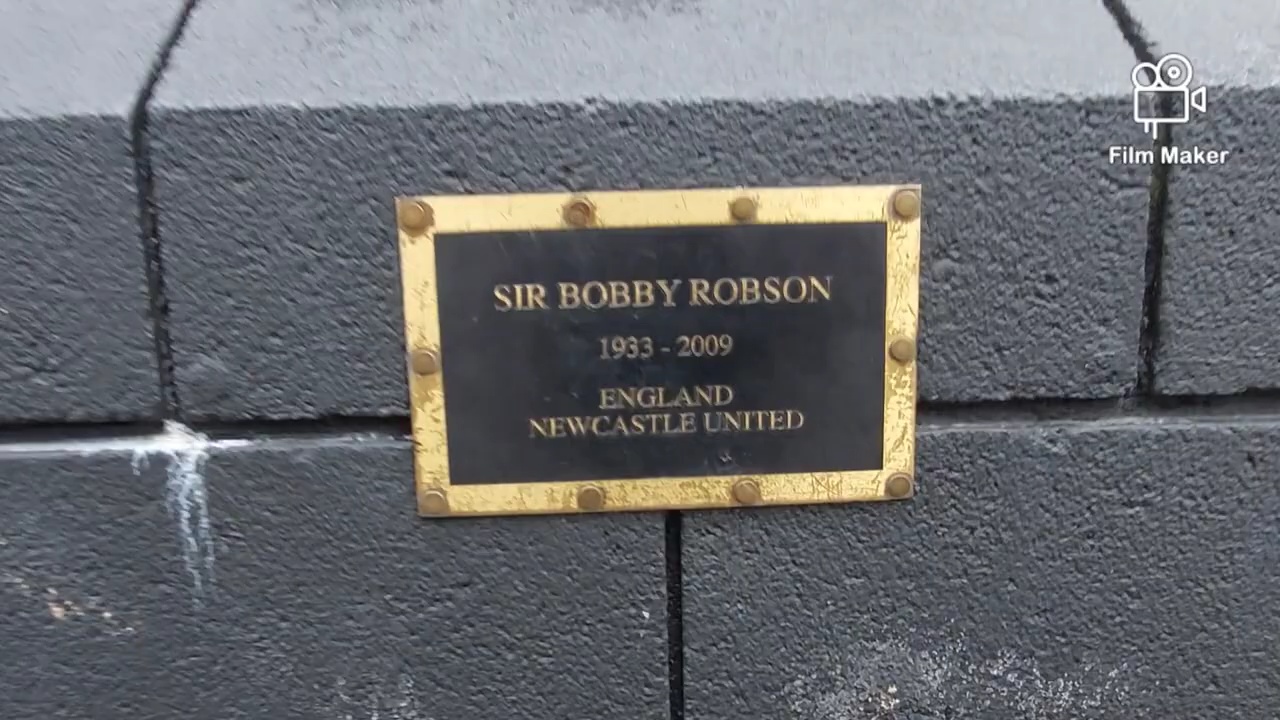 Film Maker
SIR BOBBY ROBSON
1933 - 2009
ENGLAND
NEWCASTLE UNITED